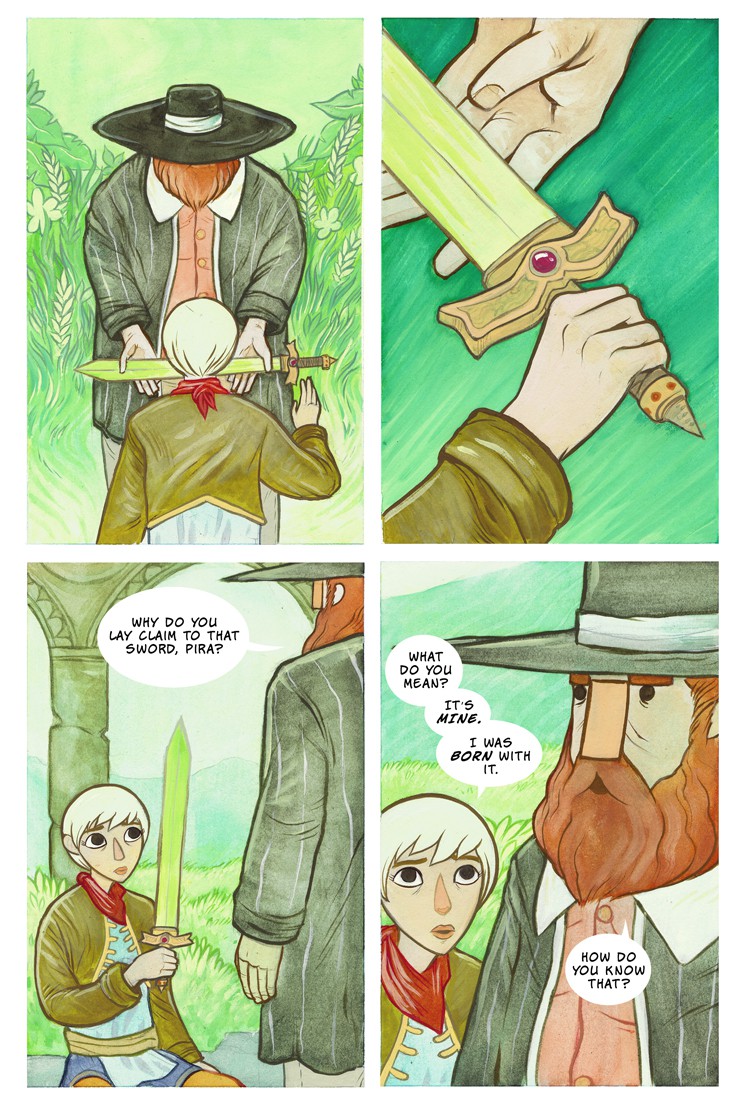 WHY DO YOU
LAY CLAIM TO THAT
SWORD, PIRA?
WHAT
DO YOU
MEAN?
IT'S
MINE.
I WAS
BORN WITH
IT.
HOW DO
YOU KNOW
THAT?